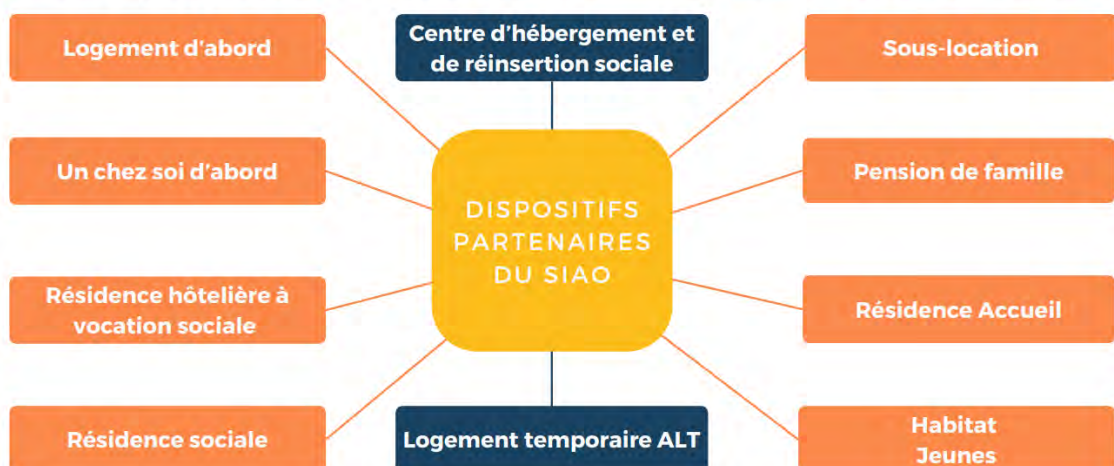 Logement d'abord
Centre d'hébergement et
de réinsertion sociale
Sous-location
Un chez soi d'abord
Pension de famille
DISPOSITIFS
PARTENAIRES
DU SIAO
Résidence hôtelière à
vocation sociale
Résidence Accueil
Résidence sociale
Logement temporaire ALT
Habitat
Jeunes